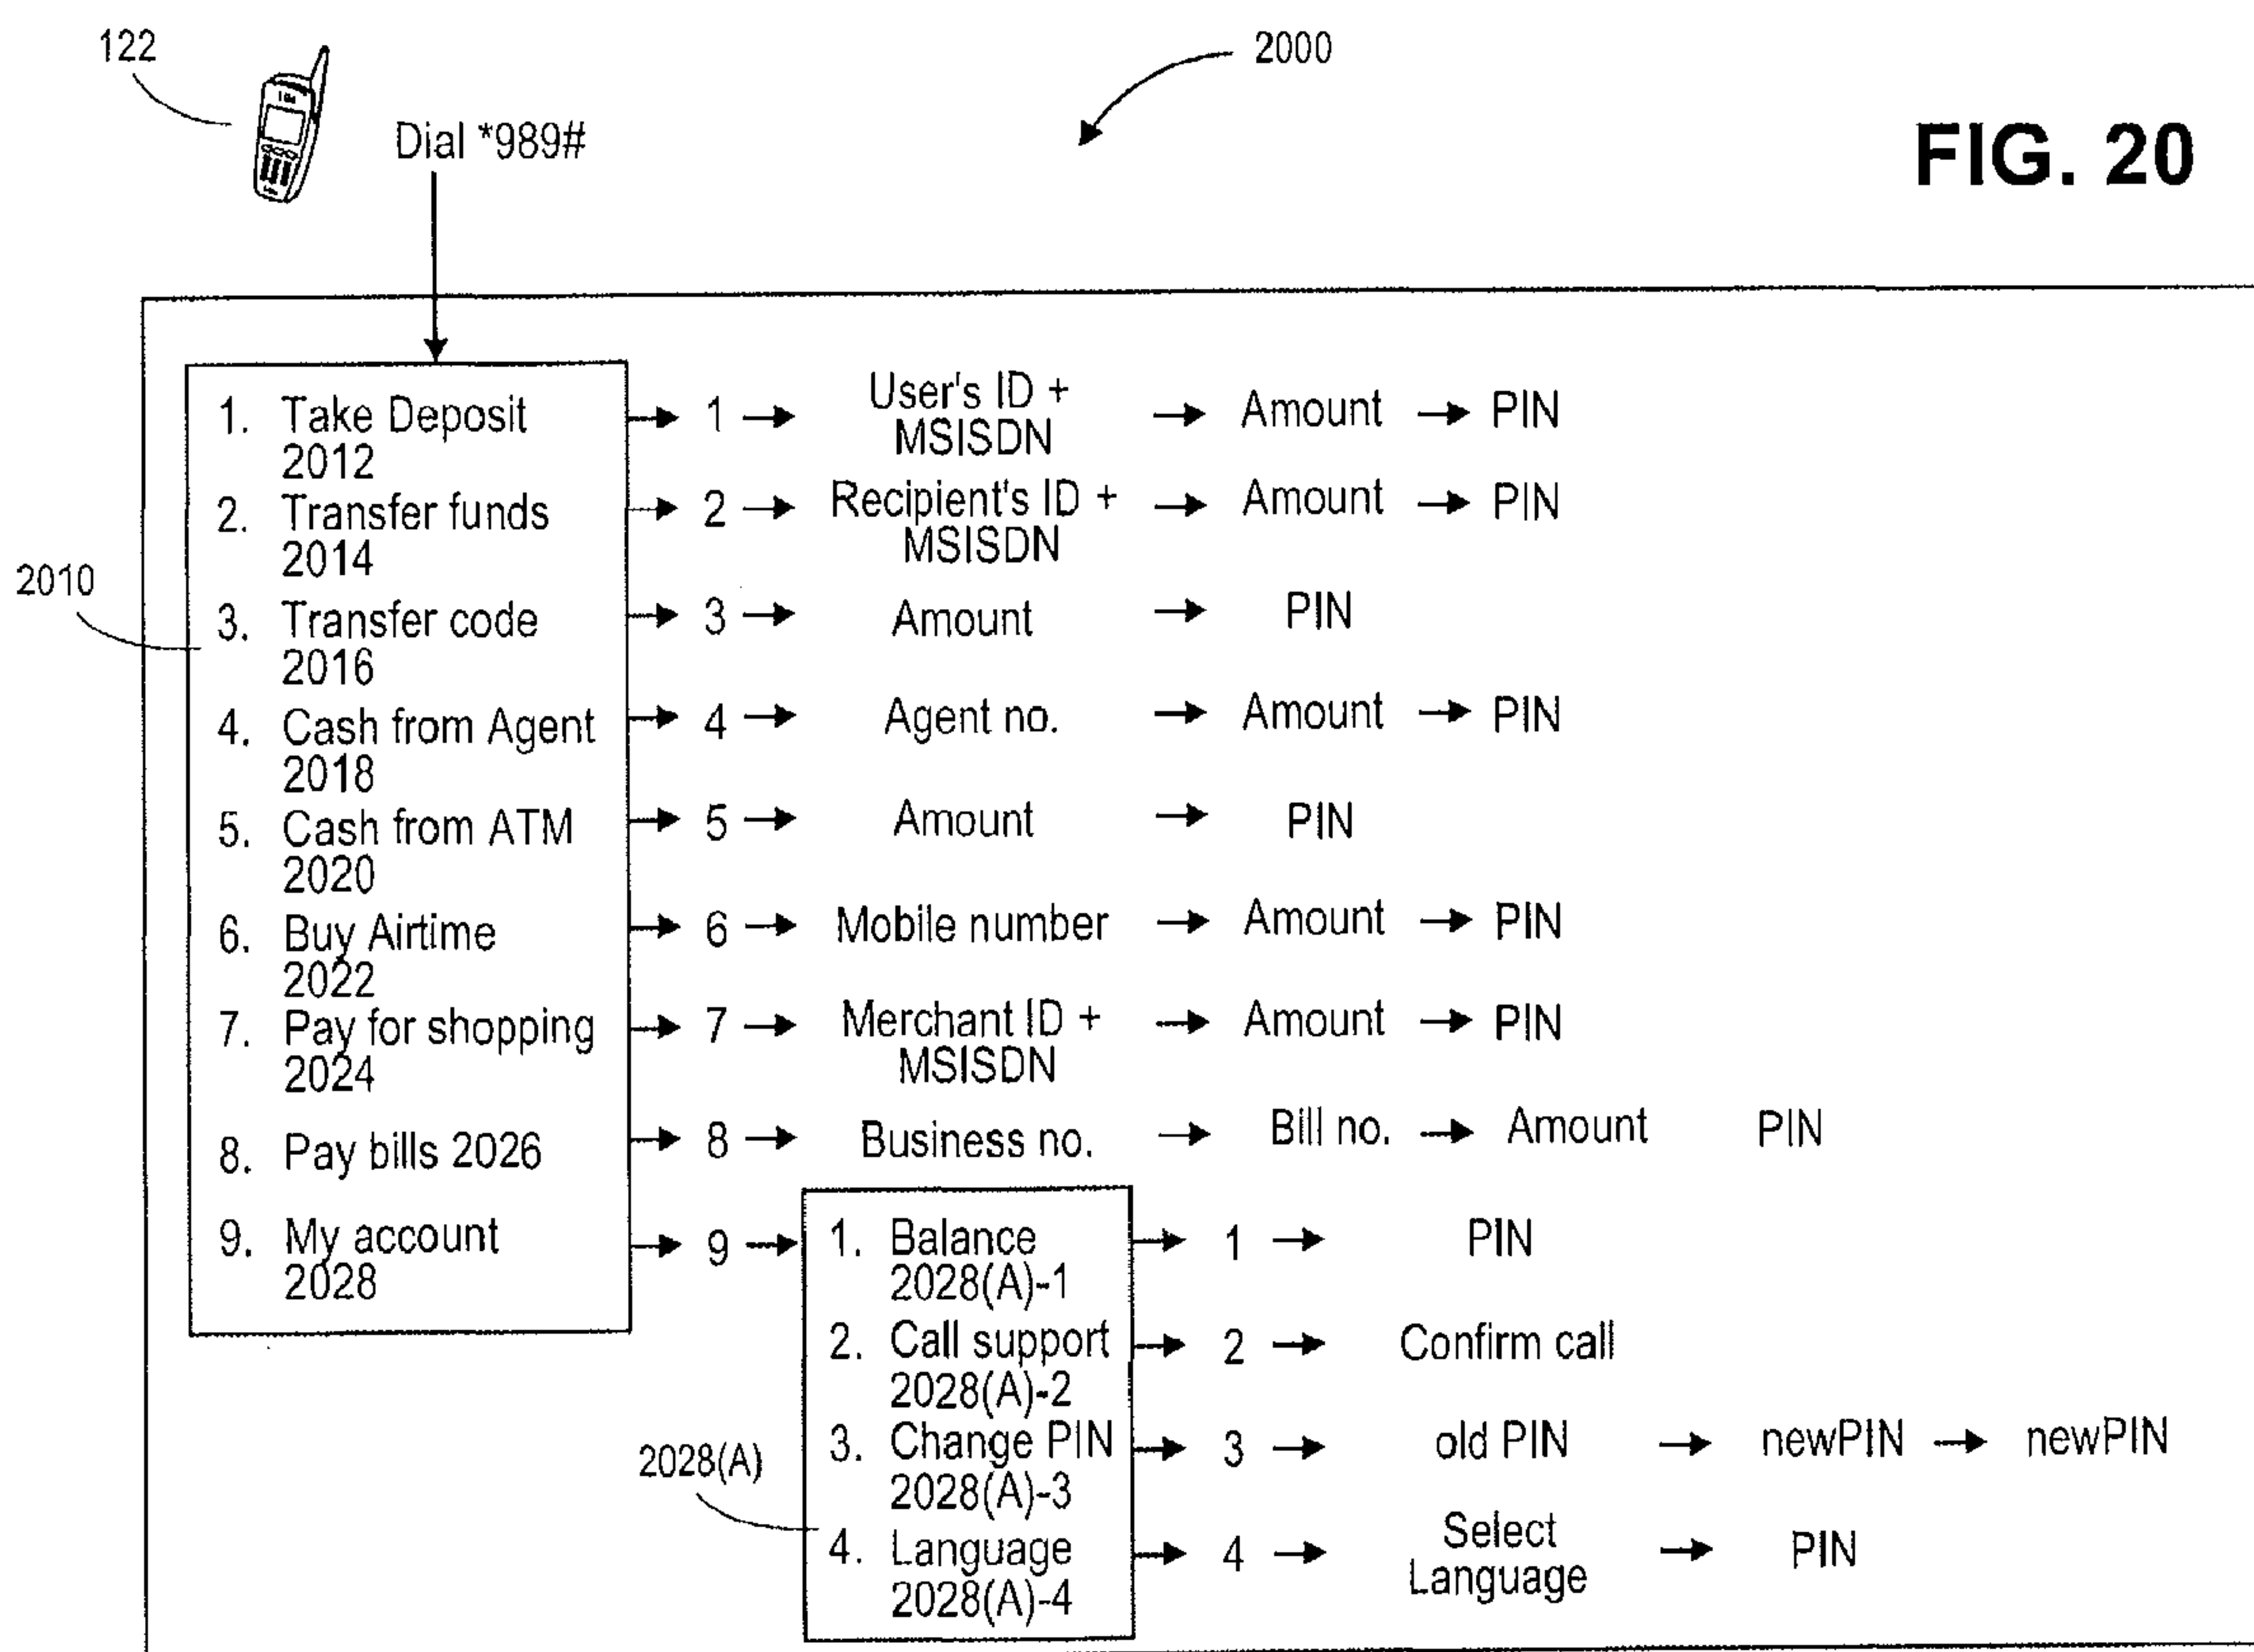 122
2000
Dial *989#
FIG. 20
2010
1. Take Deposit → 1 → User's ID + → Amount → PIN
2012 MSISDN
2. Transfer funds → 2 → Recipient's ID + → Amount → PIN
2014 MSISDN
3. Transfer code → 3 → Amount → PIN
2016
4. Cash from Agent → 4 → Agent no. → Amount → PIN
2018
5. Cash from ATM → 5 → Amount → PIN
2020
6. Buy Airtime → 6 → Mobile number → Amount → PIN
2022
7. Pay for shopping → 7 → Merchant ID + → Amount → PIN
2024 MSISDN
8. Pay bills 2026 → 8 → Business no. → Bill no. → Amount PIN
9. My account → 9 → 1. Balance → 1 → PIN
2028 2028(A)-1
2. Call support → 2 → Confirm call
2028(A)-2
3. Change PIN → 3 → old PIN → newPIN → newPIN
2028(A) 2028(A)-3
4. Language → 4 → Select
Language → PIN
2028(A)-4